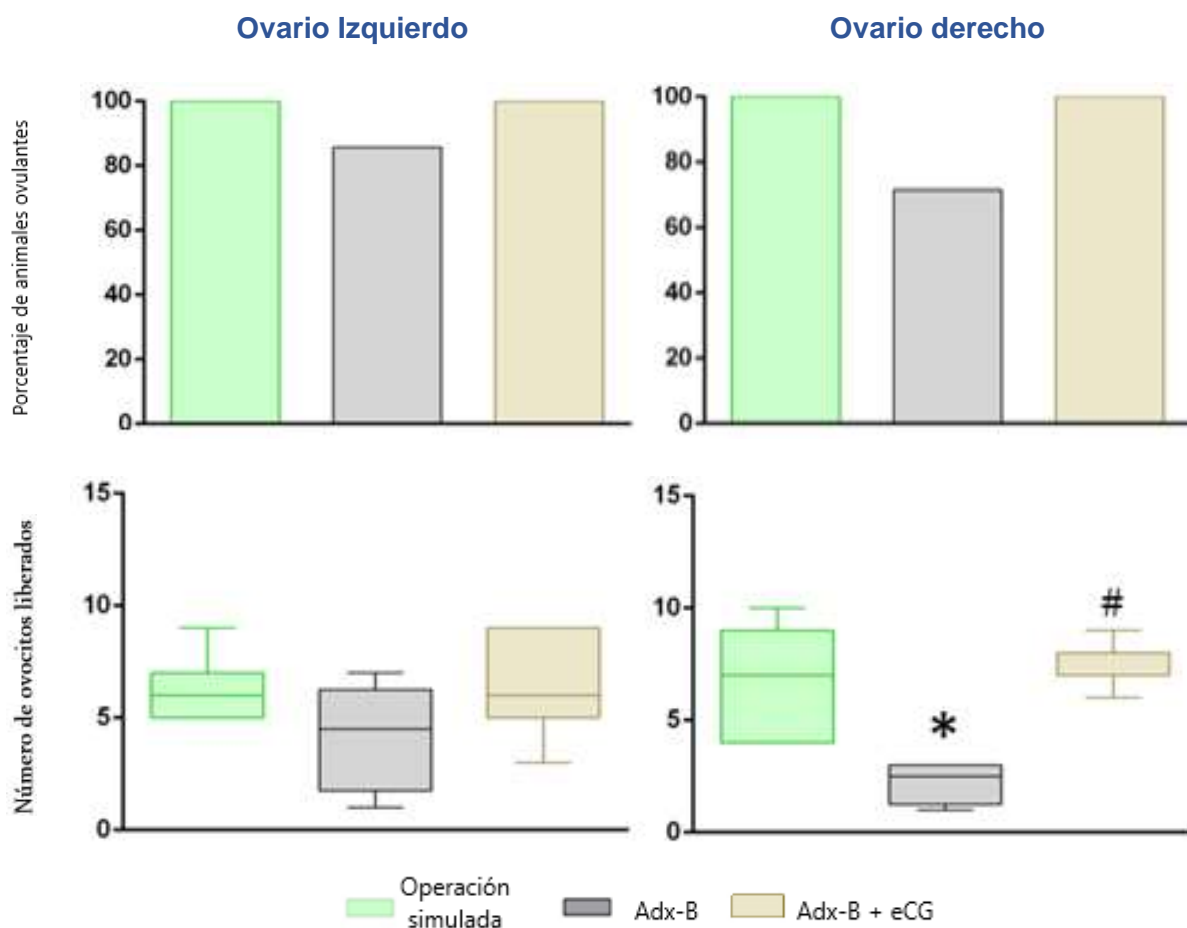 Ovario Izquierdo
Ovario derecho
Porcentaje de animales ovulantes
100
80
60
40
20
0
100
80
60
40
20
0
Número de ovocitos liberados
15
10
5
0
15
10
5
0
*
#
Operación
simulada
Adx-B
Adx-B + eCG